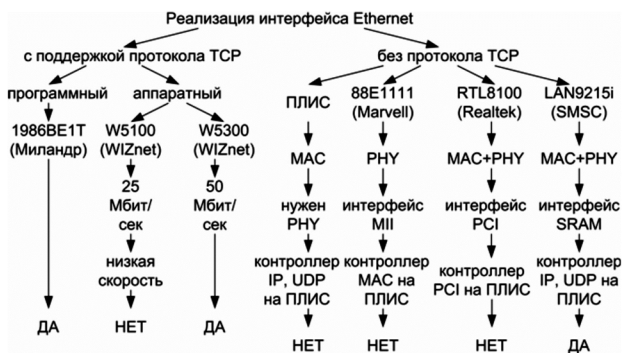 Реализация интерфейса Ethernet
с поддержкой протокола TCP
без протокола TCP
программный
аппаратный
ПЛИС
88E1111
(Marvell)
RTL8100
(Realtek)
LAN9215i
(SMSC)
1986ВЕ1Т
(Миландр)
W5100
(WIZnet)
W5300
(WIZnet)
MAC
PHY
MAC+PHY
MAC+PHY
25
Мбит/
сек
50
Мбит/
сек
нужен
PHY
интерфейс
MII
интерфейс
PCI
интерфейс
SRAM
низкая
скорость
контроллер
IP, UDP
на ПЛИС
контроллер
MAC на
ПЛИС
контроллер
PCI на ПЛИС
контроллер
IP, UDP на
ПЛИС
ДА
НЕТ
ДА
НЕТ
НЕТ
НЕТ
ДА